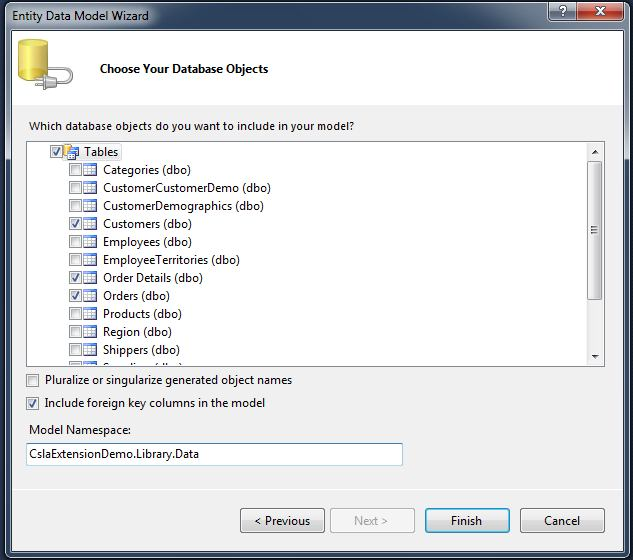 Entity Data Model Wizard
Choose Your Database Objects
Which database objects do you want to include in your model?
Tables
Categories (dbo)
CustomerCustomerDemo (dbo)
CustomerDemographics (dbo)
Customers (dbo)
Employees (dbo)
EmployeeTerritories (dbo)
Order Details (dbo)
Orders (dbo)
Products (dbo)
Region (dbo)
Shippers (dbo)
Pluralize or singularize generated object names
Include foreign key columns in the model
Model Namespace:
CslaExtensionDemo.Library.Data
< Previous
Next >
Finish
Cancel